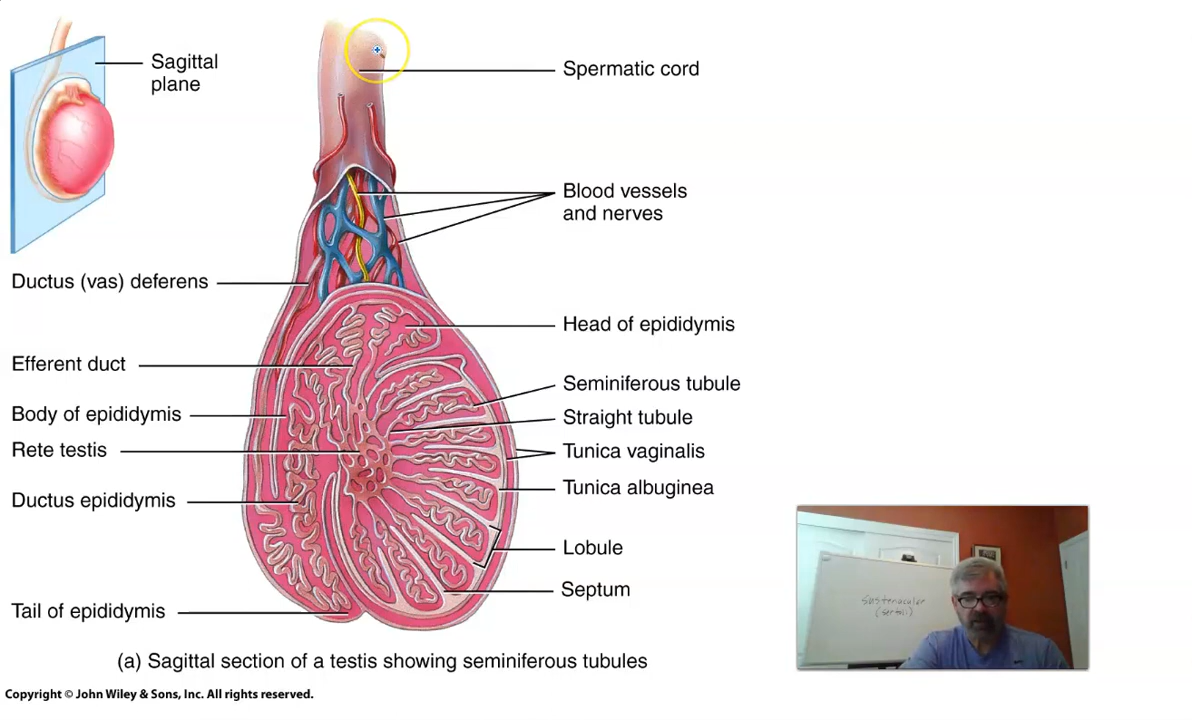 Sagittal
plane
Spermatic cord
Blood vessels
and nerves
Ductus (vas) deferens
Head of epididymis
Efferent duct
Seminiferous tubule
Body of epididymis
Straight tubule
Rete testis
Tunica vaginalis
Ductus epididymis
Tunica albuginea
Lobule
Septum
Tail of epididymis
sustenacular
(sertoli)
(a) Sagittal section of a testis showing seminiferous tubules
Copyright © John Wiley & Sons, Inc. All rights reserved.